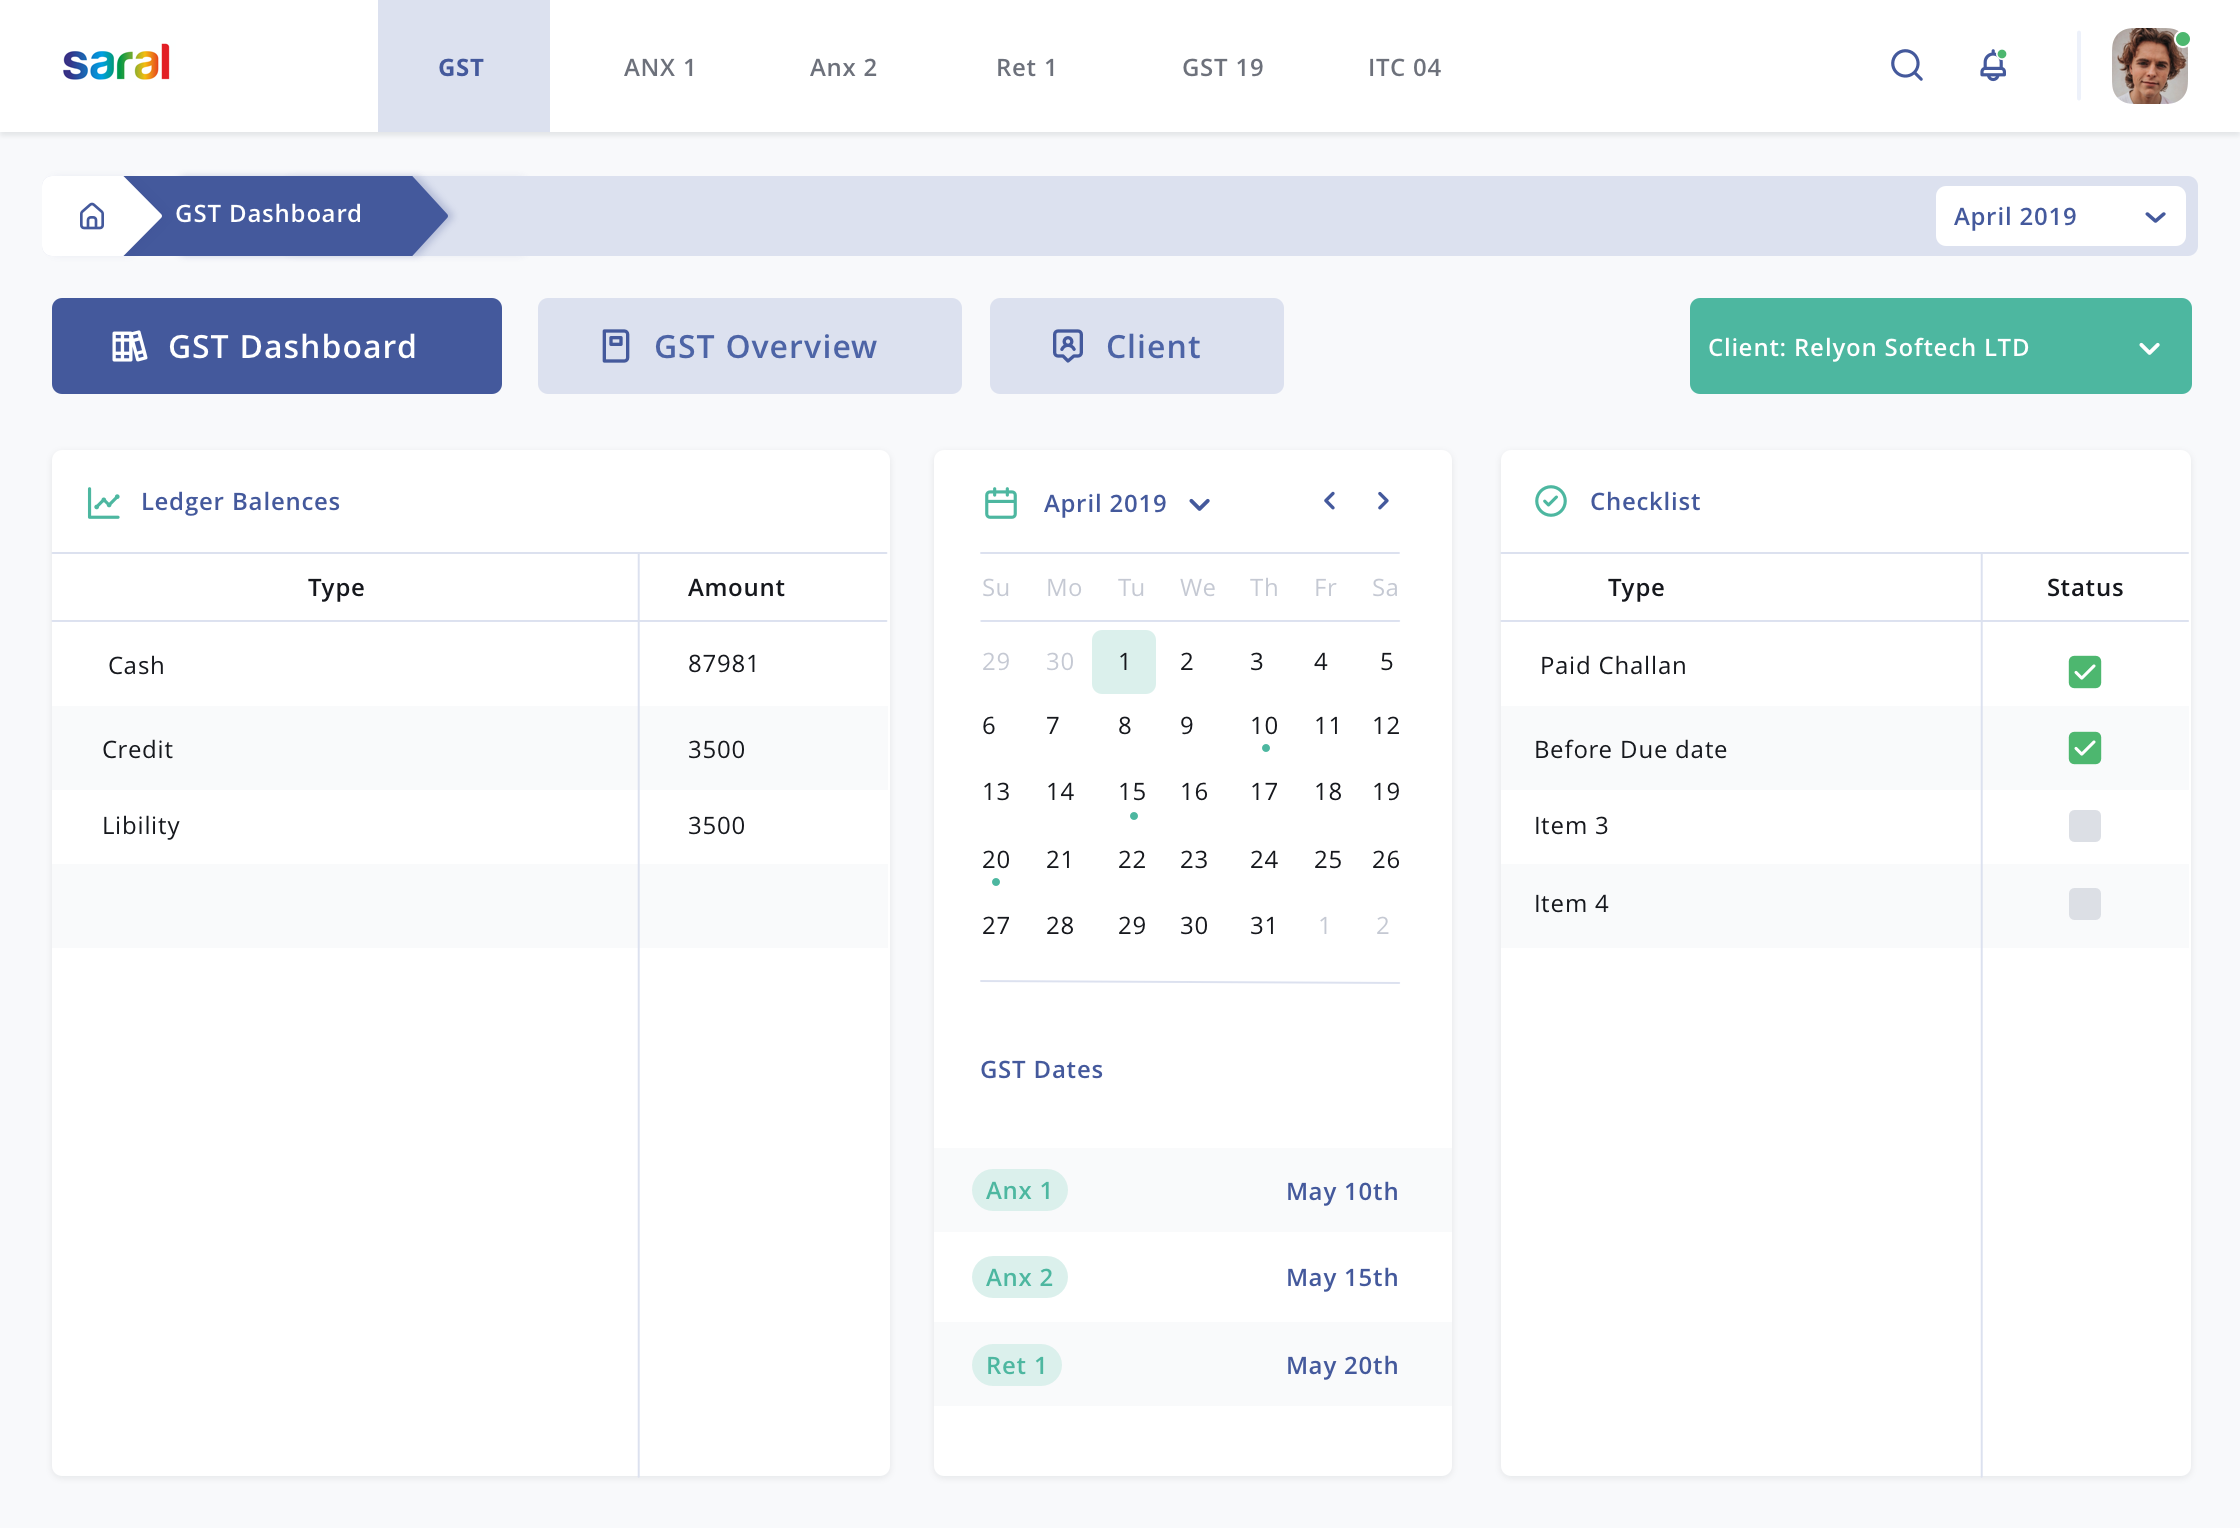 saral
GST ANX 1 Anx 2 Ret 1 GST 19 ITC 04
GST Dashboard
April 2019
GST Dashboard
GST Overview
Client
Client: Relyon Softech LTD
Ledger Balences
Type Amount
Cash 87981
Credit 3500
Libility 3500
April 2019
Su Mo Tu We Th Fr Sa
29 30 1 2 3 4 5
6 7 8 9 10 11 12
13 14 15 16 17 18 19
20 21 22 23 24 25 26
27 28 29 30 31 1 2
GST Dates
Anx 1 May 10th
Anx 2 May 15th
Ret 1 May 20th
Checklist
Type Status
Paid Challan
Before Due date
Item 3
Item 4